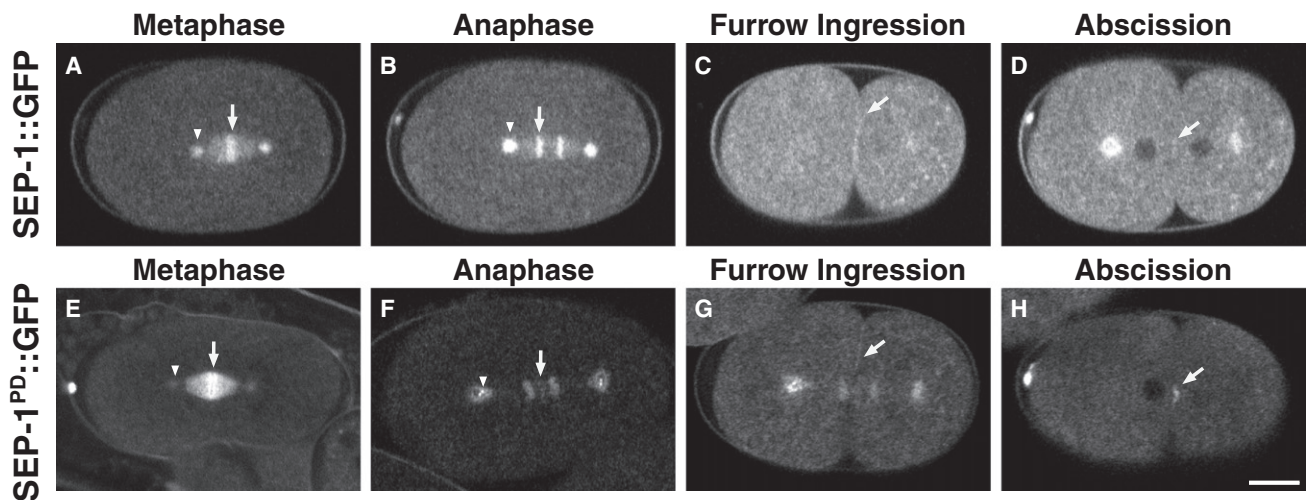 Metaphase Anaphase Furrow Ingression Abscission
SEP-1::GFP
A B C D
Metaphase Anaphase Furrow Ingression Abscission
SEP-1PD::GFP
E F G H